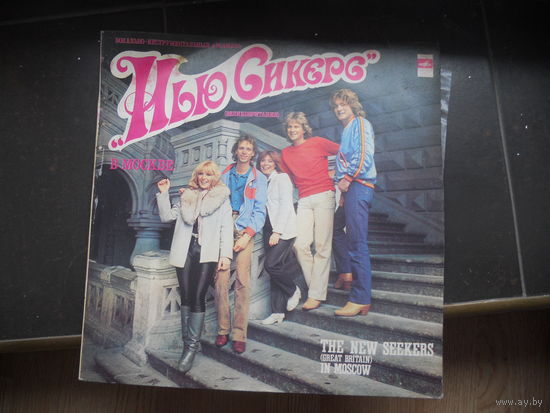 ВОКАЛЬНО-ИНСТРУМЕНТАЛЬНЫЙ АНСАМБЛЬ
„Нью Сикерс“
(ВЕЛИКОБРИТАНИЯ)
В МОСКВЕ
THE NEW SEEKERS
(GREAT BRITAIN)
IN MOSCOW
www.ay.by